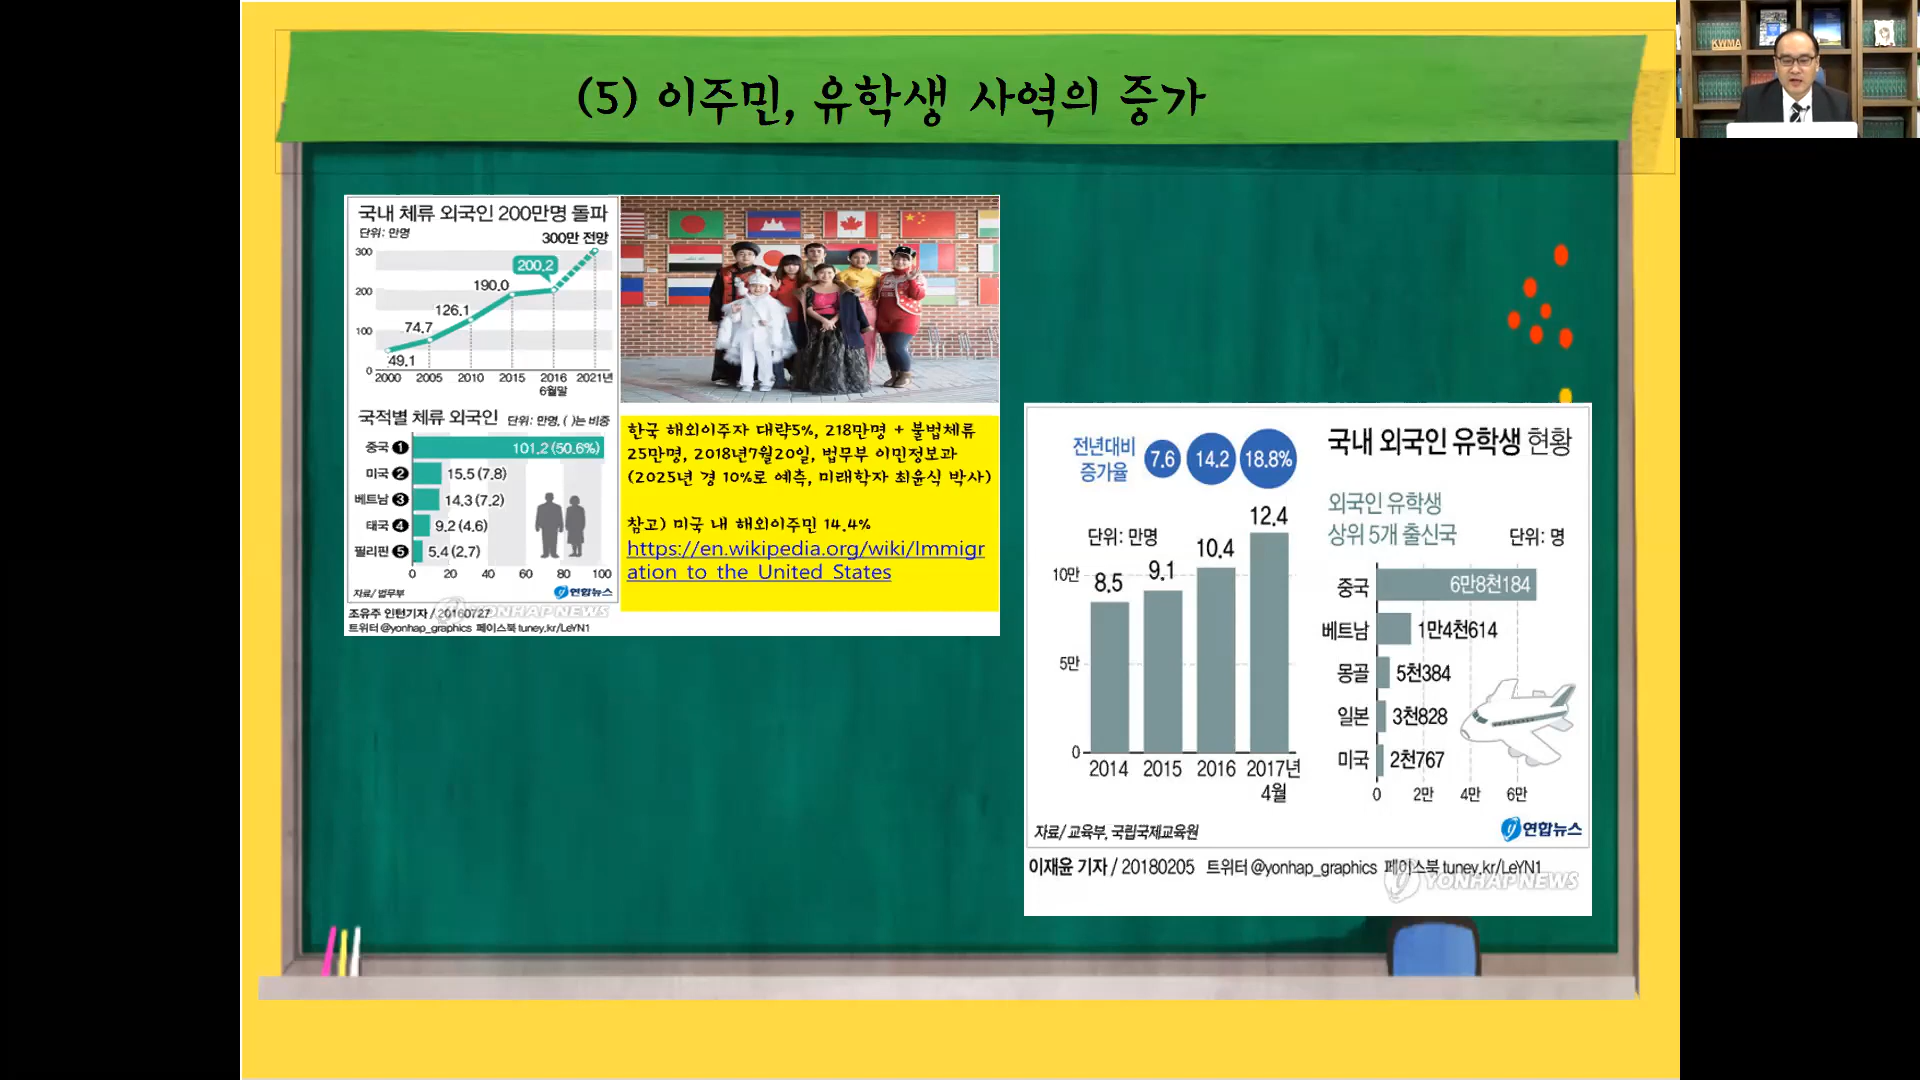 (5) 이주민, 유학생 사역의 증가
KWMA
국내 체류 외국인 200만명 돌파
단위: 만명
300만 전망
300
200.2
200
190.0
126.1
100
74.7
49.1
0
2000 2005 2010 2015 2016 2021년
6월말
국적별 체류 외국인 단위: 만명, ( )는 비중
중국 1 101.2 (50.6%)
미국 2 15.5 (7.8)
베트남 3 14.3 (7.2)
태국 4 9.2 (4.6)
필리핀 5 5.4 (2.7)
0 20 40 60 80 100
자료/ 법무부 연합뉴스
YONHAP NEWS
조유주 인턴기자 / 20160727
트위터 @yonhap_graphics 페이스북 tuney.kr/LeYN1
한국 해외이주자 대략5%, 218만명 + 불법체류
25만명, 2018년7월20일, 법무부 이민정보과
(2025년 경 10%로 예측, 미래학자 최윤식 박사)
참고) 미국 내 해외이주민 14.4%
https://en.wikipedia.org/wiki/Immigr
ation_to_the_United_States
국내 외국인 유학생 현황
전년대비
증가율
7.6 14.2 18.8%
단위: 만명
12.4
10.4
9.1
8.5
10만
5만
0
2014 2015 2016 2017년
4월
외국인 유학생
상위 5개 출신국 단위: 명
중국 6만8천184
베트남 1만4천614
몽골 5천384
일본 3천828
미국 2천767
0 2만 4만 6만
자료/ 교육부, 국립국제교육원 연합뉴스
이재윤 기자 / 20180205 트위터 @yonhap_graphics 페이스북 tuney.kr/LeYN1
YONHAP NEWS